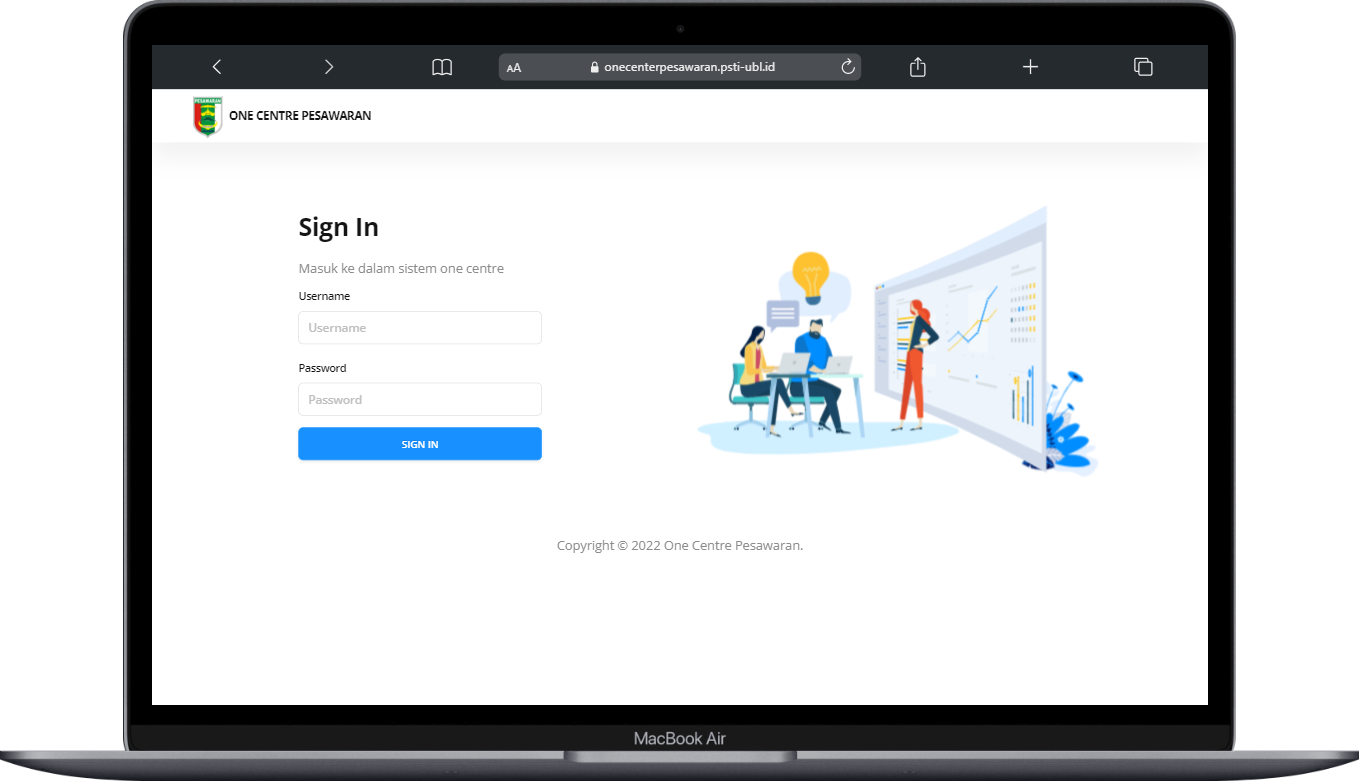 AA
onecenterpesawaran.psti-ubl.id
PESAWARAN
ONE CENTRE PESAWARAN
Sign In
Masuk ke dalam sistem one centre
Username
Username
Password
Password
SIGN IN
Copyright © 2022 One Centre Pesawaran.
MacBook Air